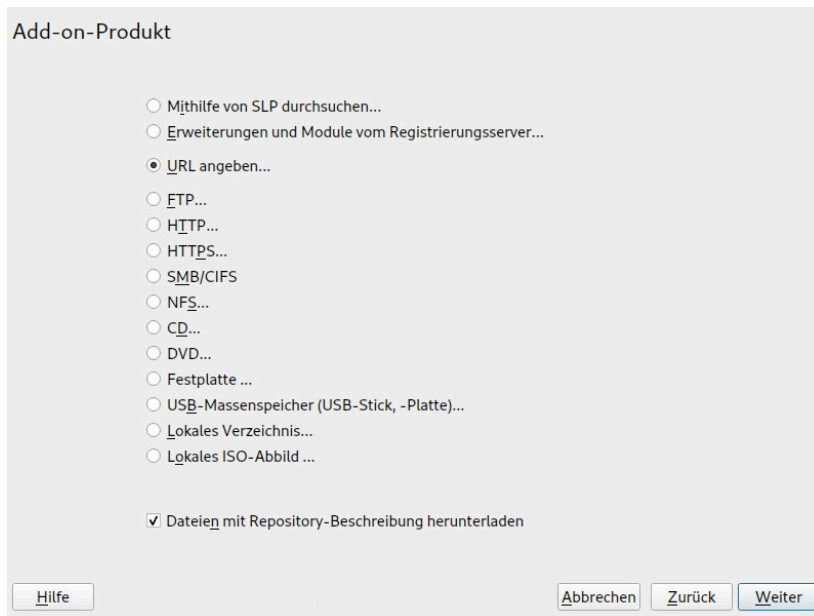 Add-on-Produkt
Mithilfe von SLP durchsuchen...
Erweiterungen und Module vom Registrierungsserver...
URL angeben...
FTP...
HTTP...
HTTPS...
SMB/CIFS
NFS...
CD...
DVD...
Festplatte ...
USB-Massenspeicher (USB-Stick, -Platte)...
Lokales Verzeichnis...
Lokales ISO-Abbild ...
Dateien mit Repository-Beschreibung herunterladen
Hilfe Abbrechen Zurück Weiter